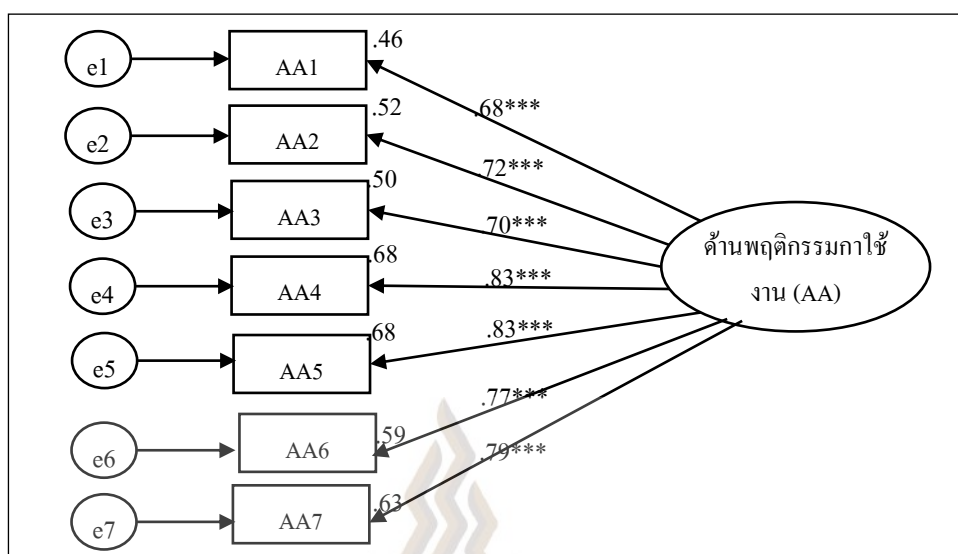 .46
e1
AA1
.68***
.52
e2
AA2
.72***
.50
e3
AA3
.70***
ด้านพฤติกรรมกาใช้
งาน (AA)
.68
e4
AA4
.83***
.68
e5
AA5
.83***
.77***
.59
e6
AA6
.79***
.63
e7
AA7